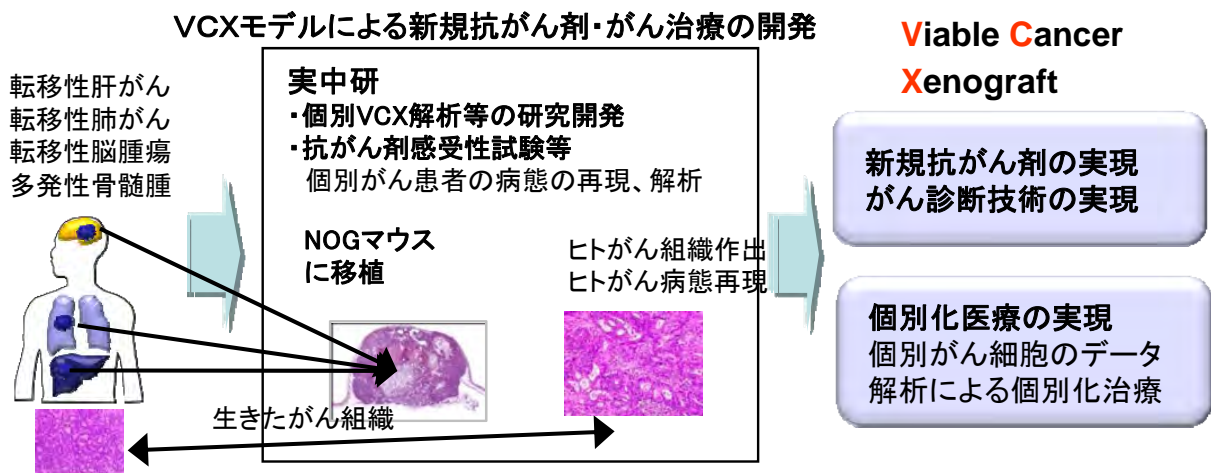 VCXモデルによる新規抗がん剤・がん治療の開発
転移性肝がん
転移性肺がん
転移性脳腫瘍
多発性骨髄腫
実中研
・個別VCX解析等の研究開発
・抗がん剤感受性試験等
個別がん患者の病態の再現、解析
NOGマウス
に移植
ヒトがん組織作出
ヒトがん病態再現
生きたがん組織
Viable Cancer
Xenograft
新規抗がん剤の実現
がん診断技術の実現
個別化医療の実現
個別がん細胞のデータ
解析による個別化治療